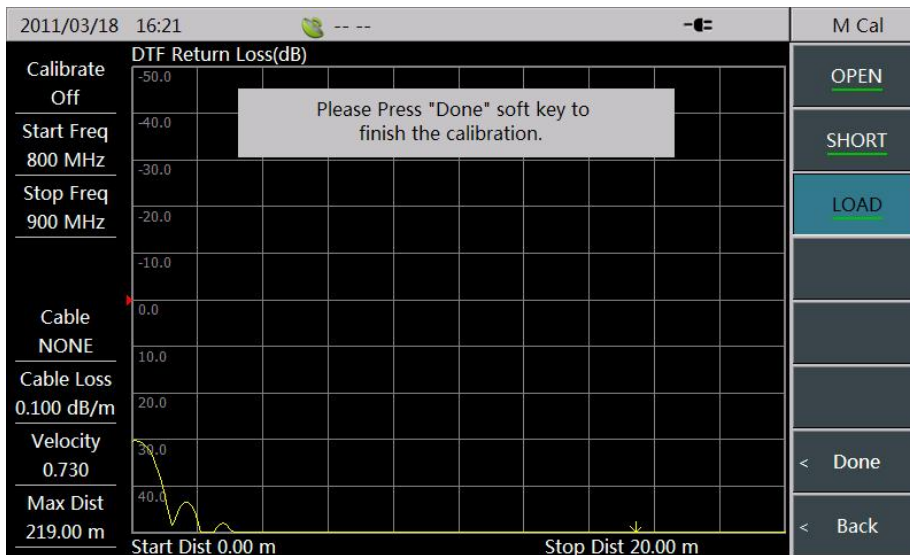 2011/03/18 16:21 -- --
M Cal
Calibrate
Off
Start Freq
800 MHz
Stop Freq
900 MHz
Cable
NONE
Cable Loss
0.100 dB/m
Velocity
0.730
Max Dist
219.00 m
DTF Return Loss(dB)
-50.0
-40.0
-30.0
-20.0
-10.0
0.0
10.0
20.0
30.0
40.0
Please Press "Done" soft key to
finish the calibration.
Start Dist 0.00 m
Stop Dist 20.00 m
OPEN
SHORT
LOAD
< Done
< Back